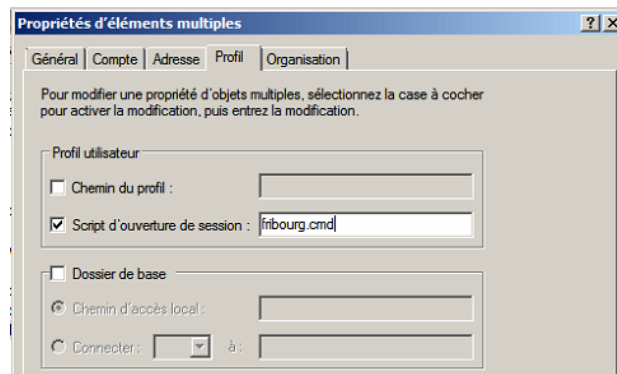 Propriétés d'éléments multiples
Général Compte Adresse Profil Organisation
Pour modifier une propriété d'objets multiples, sélectionnez la case à cocher
pour activer la modification, puis entrez la modification.
Profil utilisateur
Chemin du profil :
Script d'ouverture de session : fribourg.cmd
Dossier de base
Chemin d'accès local :
Connecter : à :